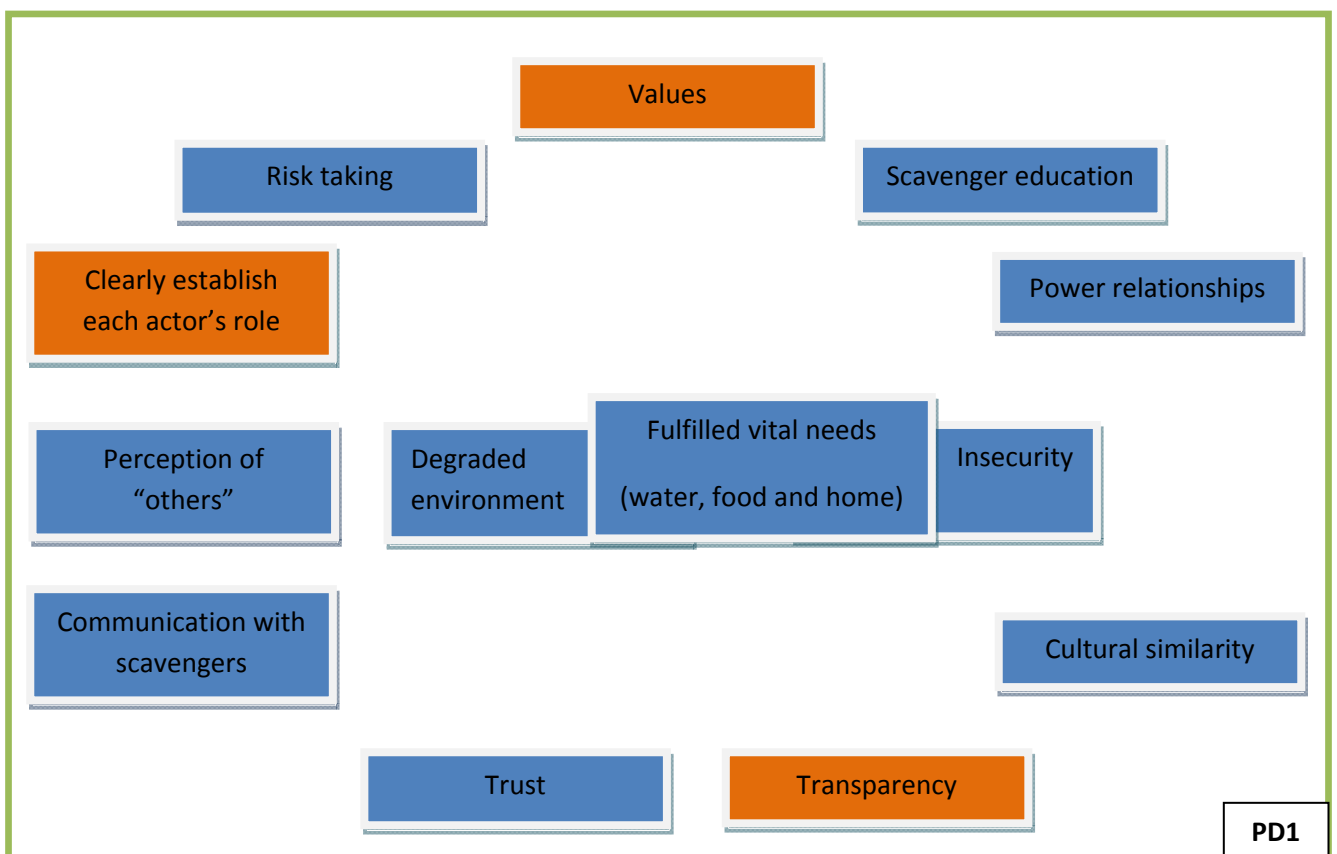 Values
Risk taking
Scavenger education
Clearly establish
each actor’s role
Power relationships
Perception of
“others”
Degraded
environment
Fulfilled vital needs
(water, food and home)
Insecurity
Communication with
scavengers
Cultural similarity
Trust
Transparency
PD1